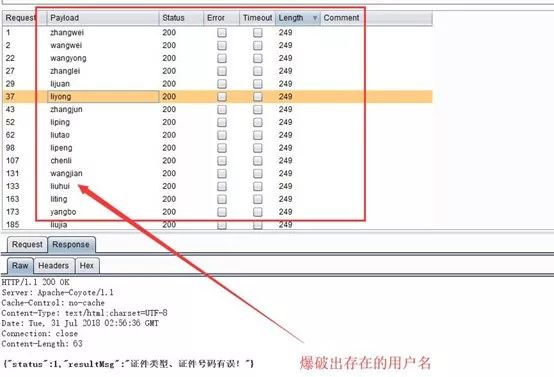 Request Payload Status Error Timeout Length Comment
1 zhangwei 200 249
2 wangwei 200 249
22 wangyong 200 249
27 zhanglei 200 249
29 lijuan 200 249
37 liyong 200 249
43 zhangjun 200 249
52 liping 200 249
62 liutao 200 249
98 lipeng 200 249
107 chenli 200 249
131 wangjian 200 249
133 liuhui 200 249
163 liting 200 249
173 yangbo 200 249
185 liujia 200 249
Request Response
Raw Headers Hex
HTTP/1.1 200 OK
Server: Apache-Coyote/1.1
Cache-Control: no-cache
Content-Type: text/html;charset=UTF-8
Date: Tue, 31 Jul 2018 02:56:36 GMT
Connection: close
Content-Length: 63
爆破出存在的用户名
{"status":1,"resultMsg":"证件类型、证件号码有误！"}